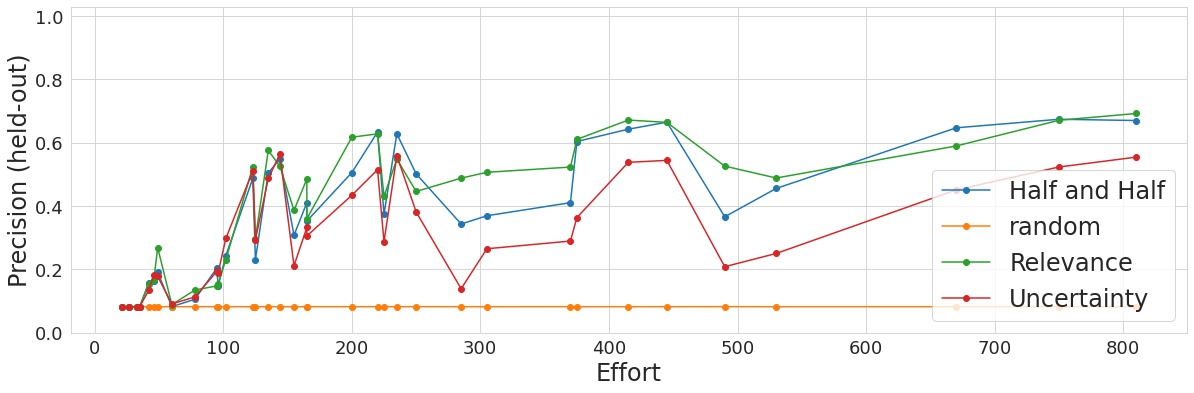 Precision (held-out)
1.0
0.8
0.6
0.4
0.2
0.0
0 100 200 300 400 500 600 700 800
Effort
Half and Half
random
Relevance
Uncertainty